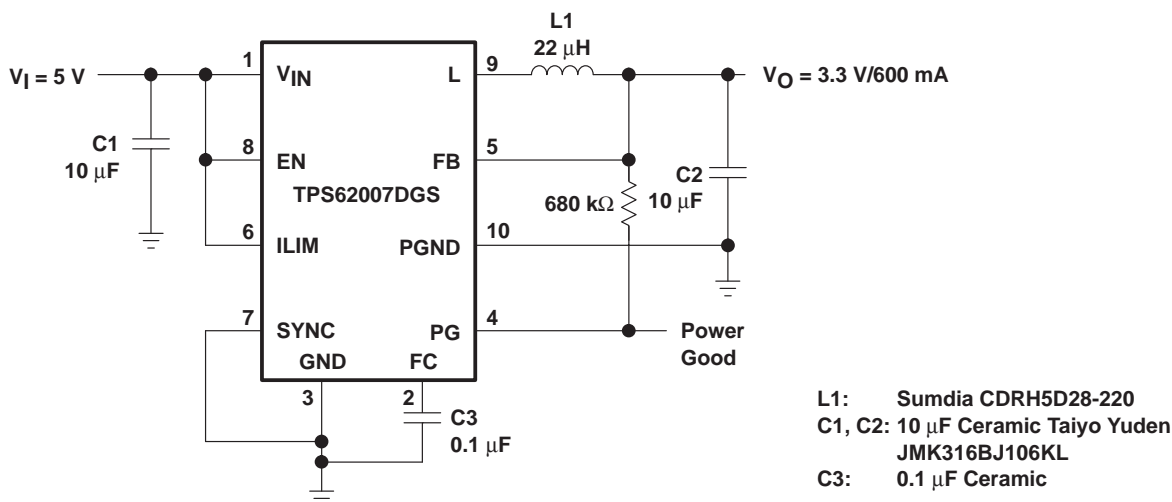 L1
22 μH
VI = 5 V
1
VIN
L
9
VO = 3.3 V/600 mA
C1
10 μF
8
EN
FB
5
TPS62007DGS
680 kΩ
C2
10 μF
6
ILIM
PGND
10
7
SYNC
PG
4
Power
Good
GND
FC
3
2
C3
0.1 μF
L1: Sumdia CDRH5D28-220
C1, C2: 10 μF Ceramic Taiyo Yuden
JMK316BJ106KL
C3: 0.1 μF Ceramic